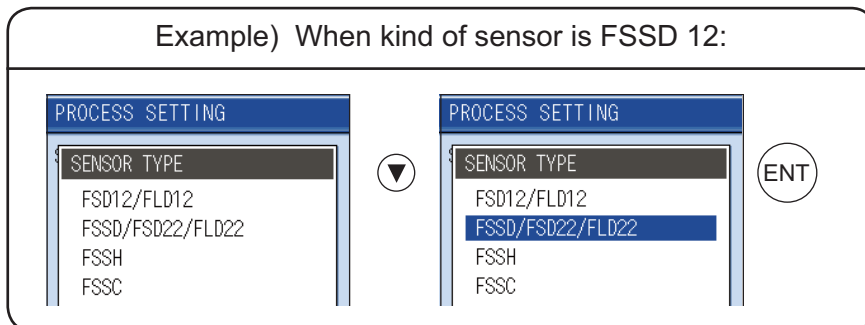 Example) When kind of sensor is FSSD 12:
PROCESS SETTING
SENSOR TYPE
FSD12/FLD12
FSSD/FSD22/FLD22
FSSH
FSSC
▼
PROCESS SETTING
SENSOR TYPE
FSD12/FLD12
FSSD/FSD22/FLD22
FSSH
FSSC
ENT